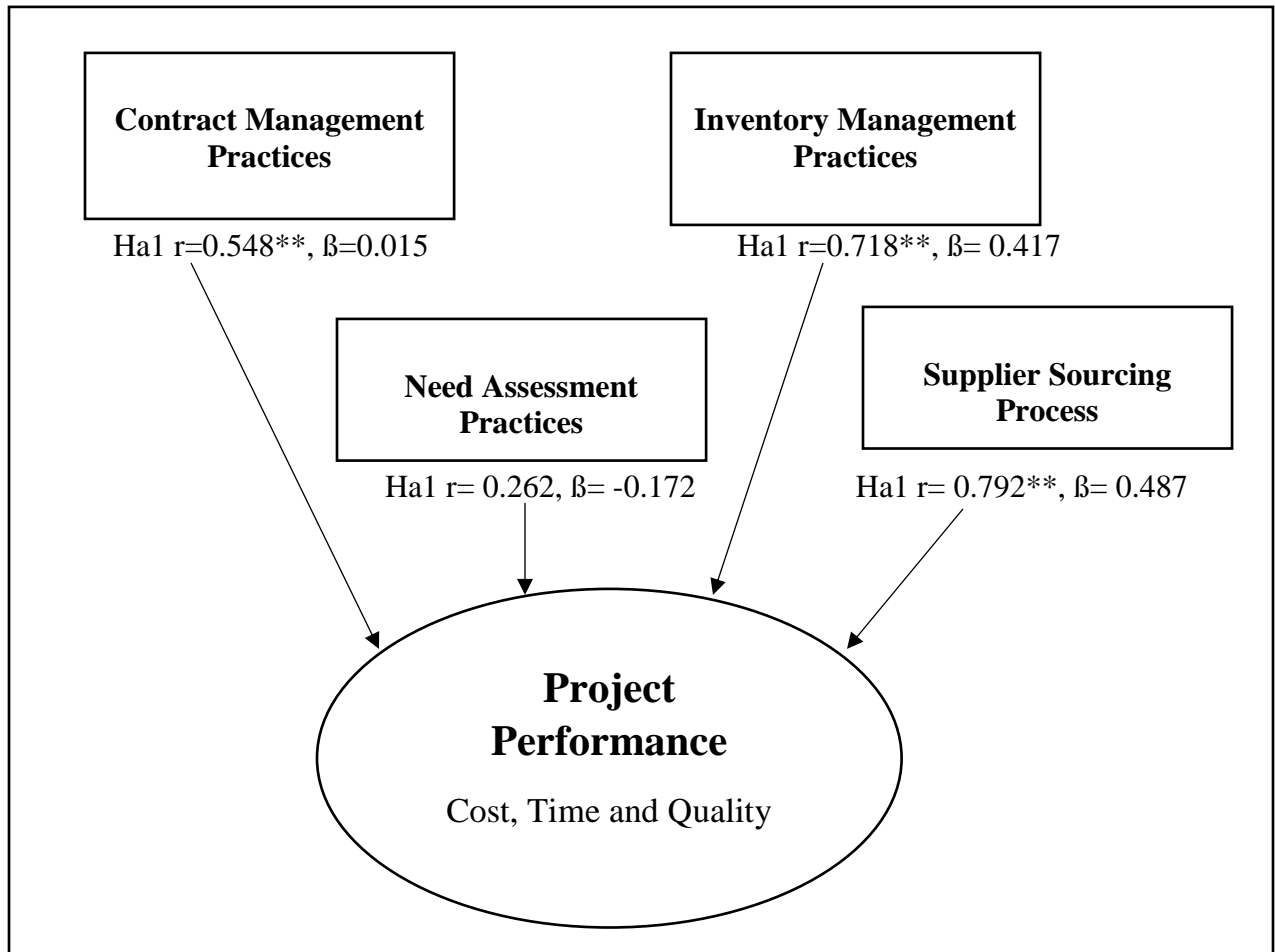 Contract Management
Practices
Ha1 r=0.548**, ß=0.015
Inventory Management
Practices
Ha1 r=0.718**, ß= 0.417
Need Assessment
Practices
Ha1 r= 0.262, ß= -0.172
Supplier Sourcing
Process
Ha1 r= 0.792**, ß= 0.487
Project
Performance
Cost, Time and Quality